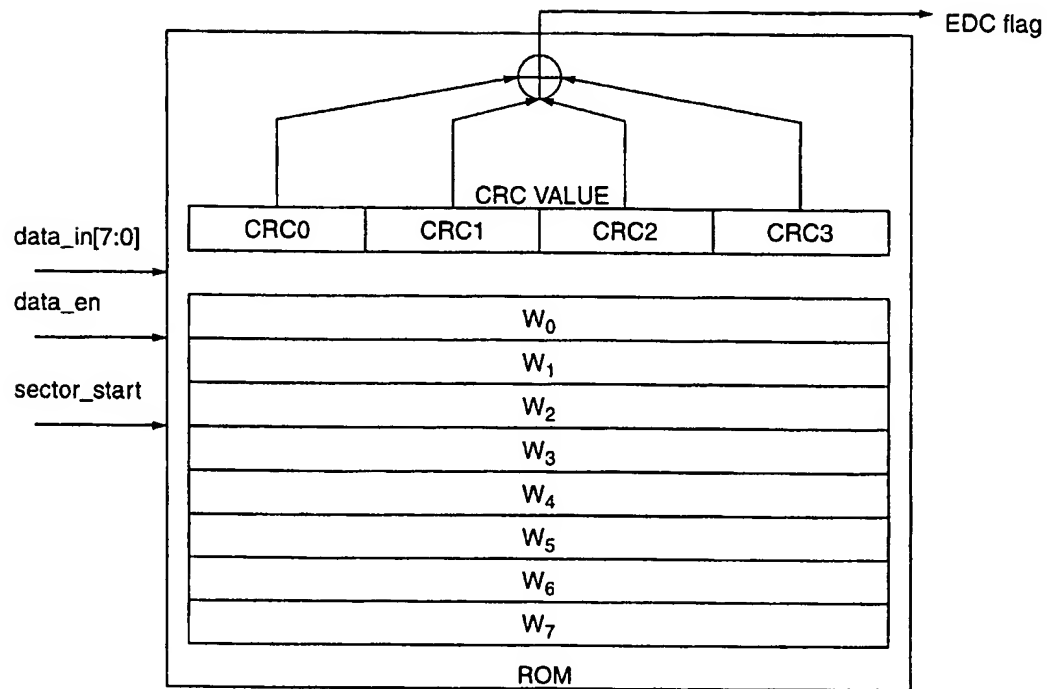 EDC flag
CRC VALUE
CRC0 CRC1 CRC2 CRC3
data_in[7:0]
data_en
sector_start
W0
W1
W2
W3
W4
W5
W6
W7
ROM